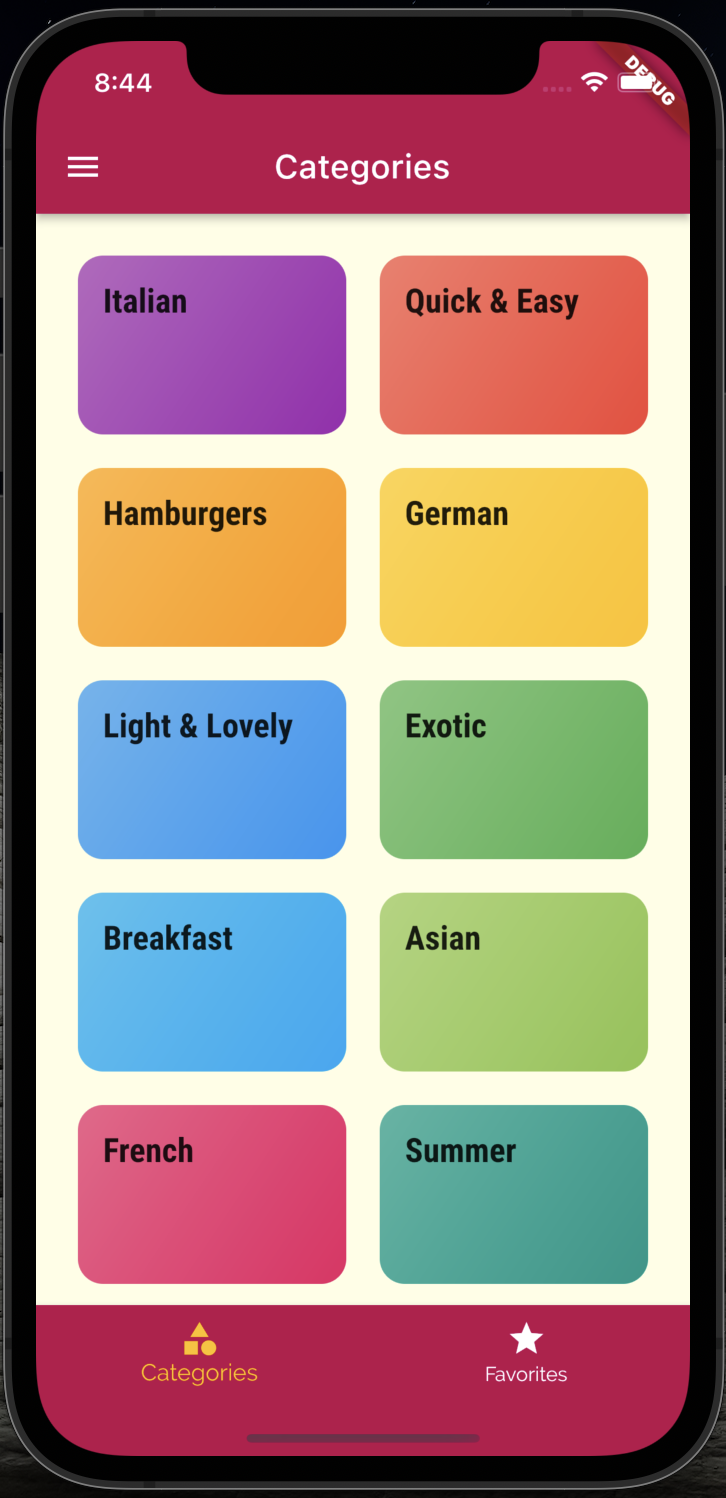 8:44
DEBUG
Categories
Italian
Quick & Easy
Hamburgers
German
Light & Lovely
Exotic
Breakfast
Asian
French
Summer
Categories
Favorites